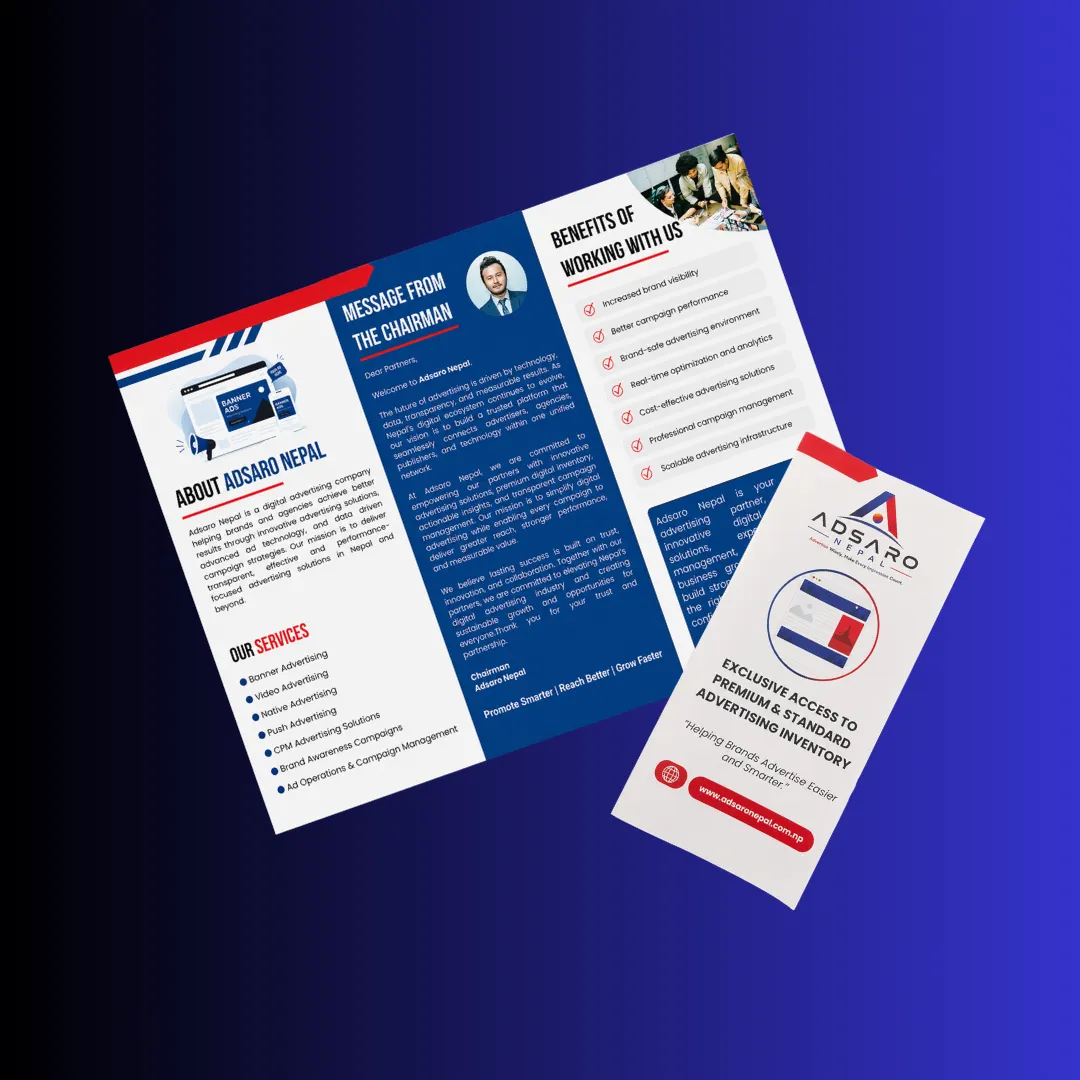 BANNER
ADS
ABOUT ADSARO NEPAL
Adsaro Nepal is a digital advertising company
helping brands and agencies achieve better
results through innovative advertising solutions,
advanced ad technology, and data driven
campaign strategies. Our mission is to deliver
transparent, effective and performance-
focused advertising solutions in Nepal and
beyond.
OUR SERVICES
Banner Advertising
Video Advertising
Native Advertising
Push Advertising
CPM Advertising Solutions
Brand Awareness Campaigns
Ad Operations & Campaign Management
MESSAGE FROM
THE CHAIRMAN
Dear Partners,
Welcome to Adsaro Nepal.
The future of advertising is driven by technology,
data, transparency, and measurable results. As
Nepal's digital ecosystem continues to evolve,
our vision is to build a trusted platform that
seamlessly connects advertisers, agencies,
publishers, and technology within one unified
network.
At Adsaro Nepal, we are committed to
empowering our partners with innovative
advertising solutions, premium digital inventory,
actionable insights, and transparent campaign
management. Our mission is to simplify digital
advertising while enabling every campaign to
deliver greater reach, stronger performance,
and measurable value.
We believe lasting success is built on trust,
innovation, and collaboration. Together with our
partners, we are committed to elevating Nepal's
digital advertising industry and creating
sustainable growth and opportunities for
everyone.Thank you for your trust and
partnership.
Chairman
Adsaro Nepal
Promote Smarter | Reach Better | Grow Faster
BENEFITS OF
WORKING WITH US
Increased brand visibility
Better campaign performance
Brand-safe advertising environment
Real-time optimization and analytics
Cost-effective advertising solutions
Professional campaign management
Scalable advertising infrastructure
Adsaro Nepal is your
advertising partner,
innovative digital
solutions,
management,
business
build
the
ADSARO
NEPAL
Advertise Wisely, Make Every Impression Count.
EXCLUSIVE ACCESS TO
PREMIUM & STANDARD
ADVERTISING INVENTORY
"Helping Brands Advertise Easier
and Smarter."
www.adsaronepal.com.np